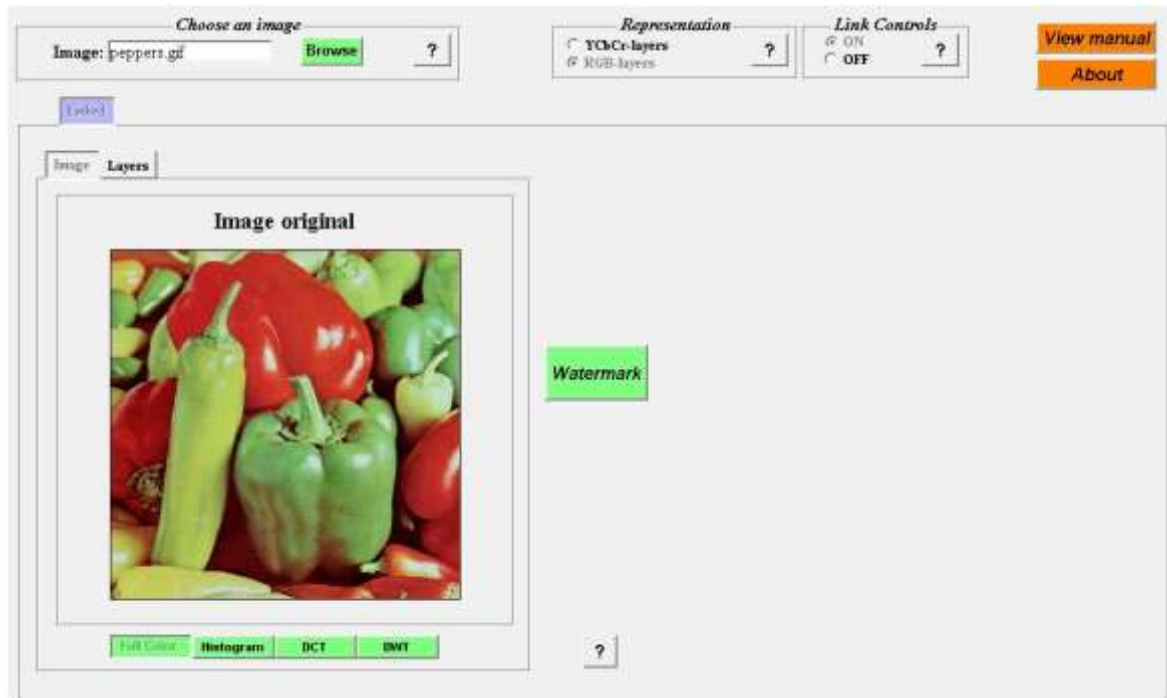 Choose an image
Image: peppers.gif Browse ?
Representation
YCbCr-layers
RGB-layers
?
Link Controls
ON
OFF
?
View manual
About
Linked
Image Layers
Image original
Watermark
Full Color Histogram DCT DWT
?